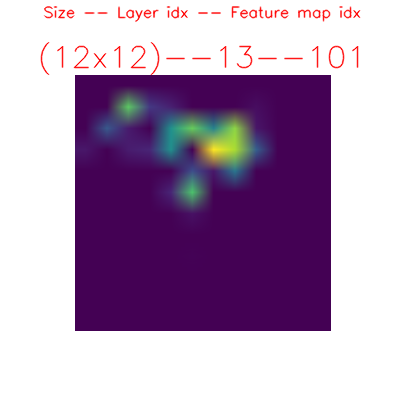 Size -- Layer idx -- Feature map idx
(12x12)--13--101